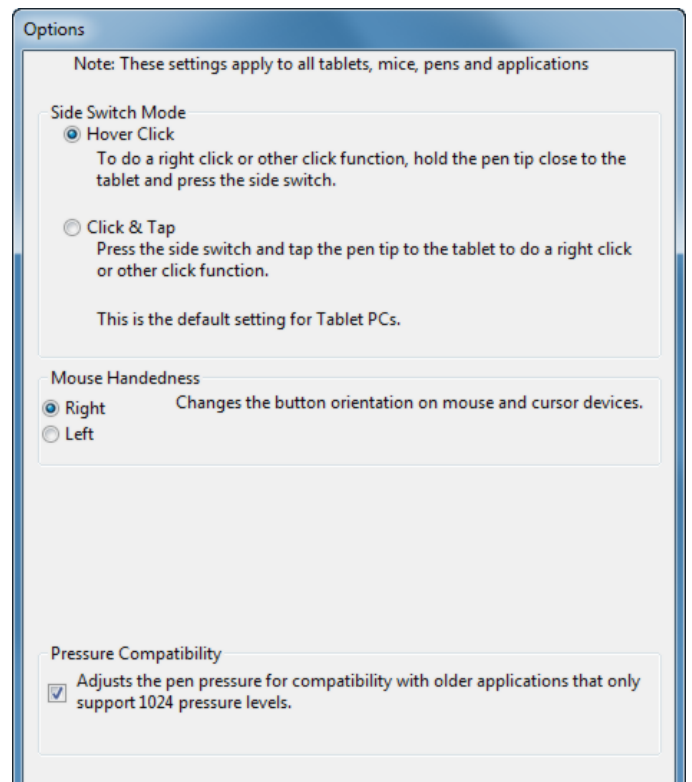 Options
Note: These settings apply to all tablets, mice, pens and applications
Side Switch Mode
Hover Click
To do a right click or other click function, hold the pen tip close to the
tablet and press the side switch.
Click & Tap
Press the side switch and tap the pen tip to the tablet to do a right click
or other click function.
This is the default setting for Tablet PCs.
Mouse Handedness
Right
Changes the button orientation on mouse and cursor devices.
Left
Pressure Compatibility
Adjusts the pen pressure for compatibility with older applications that only
support 1024 pressure levels.